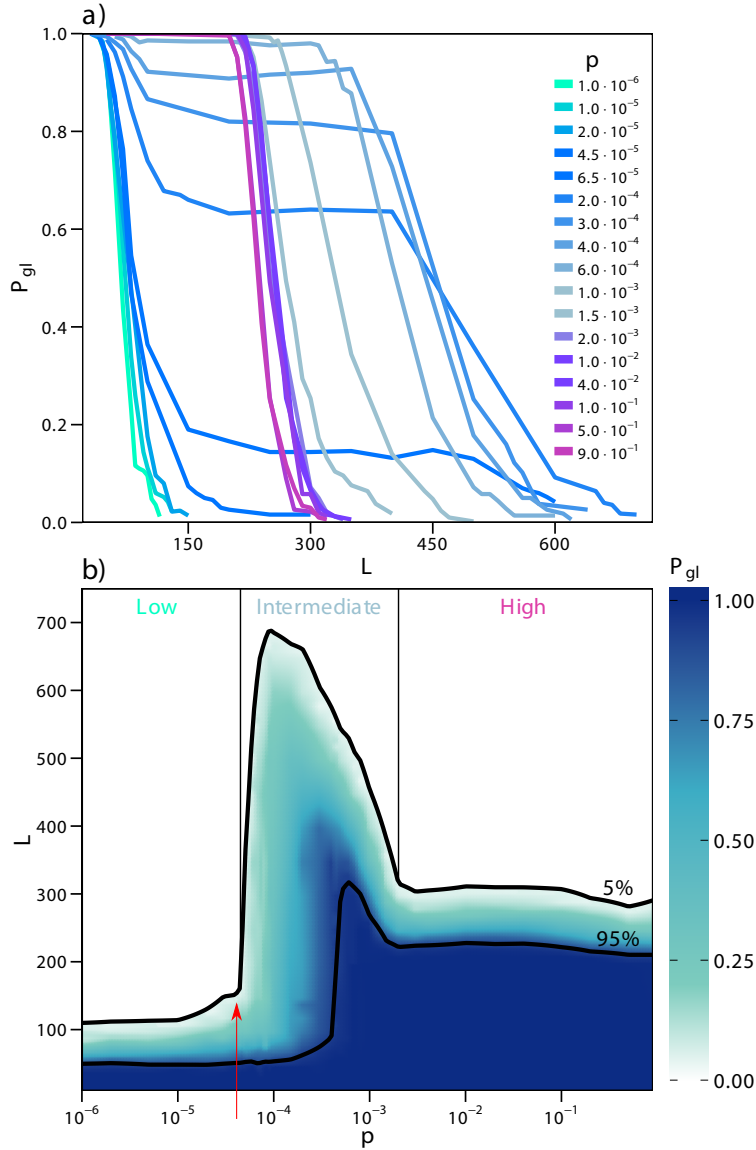 a)
1.0
0.8
0.6
0.4
0.2
0.0
P_gl
150
300
450
600
L
p
1.0 · 10⁻⁶
1.0 · 10⁻⁵
2.0 · 10⁻⁵
4.5 · 10⁻⁵
6.5 · 10⁻⁵
2.0 · 10⁻⁴
3.0 · 10⁻⁴
4.0 · 10⁻⁴
6.0 · 10⁻⁴
1.0 · 10⁻³
1.5 · 10⁻³
2.0 · 10⁻³
1.0 · 10⁻²
4.0 · 10⁻²
1.0 · 10⁻¹
5.0 · 10⁻¹
9.0 · 10⁻¹
b)
Low
Intermediate
High
700
600
500
400
300
200
100
L
5%
95%
10⁻⁶
10⁻⁵
10⁻⁴
10⁻³
10⁻²
10⁻¹
p
P_gl
1.00
0.75
0.50
0.25
0.00